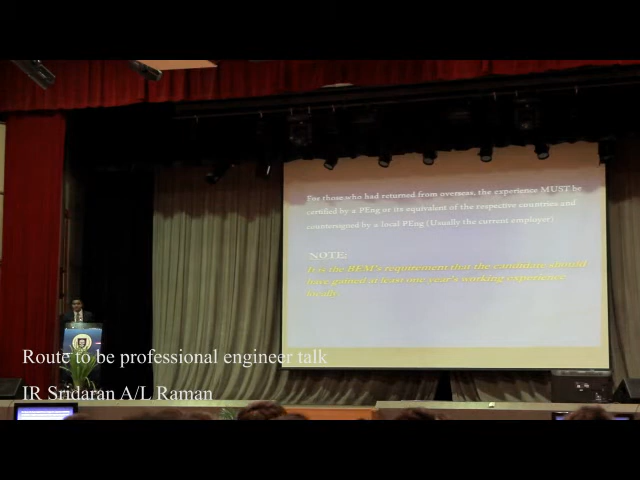 For those who had returned from overseas, the experience MUST be
certified by a PEng or its equivalent of the respective countries and
countersigned by a local PEng (Usually the current employer)
NOTE:
It is the BEM's requirement that the candidate should
have gained at least one year's working experience
locally.
Route to be professional engineer talk
IR Sridaran A/L Raman